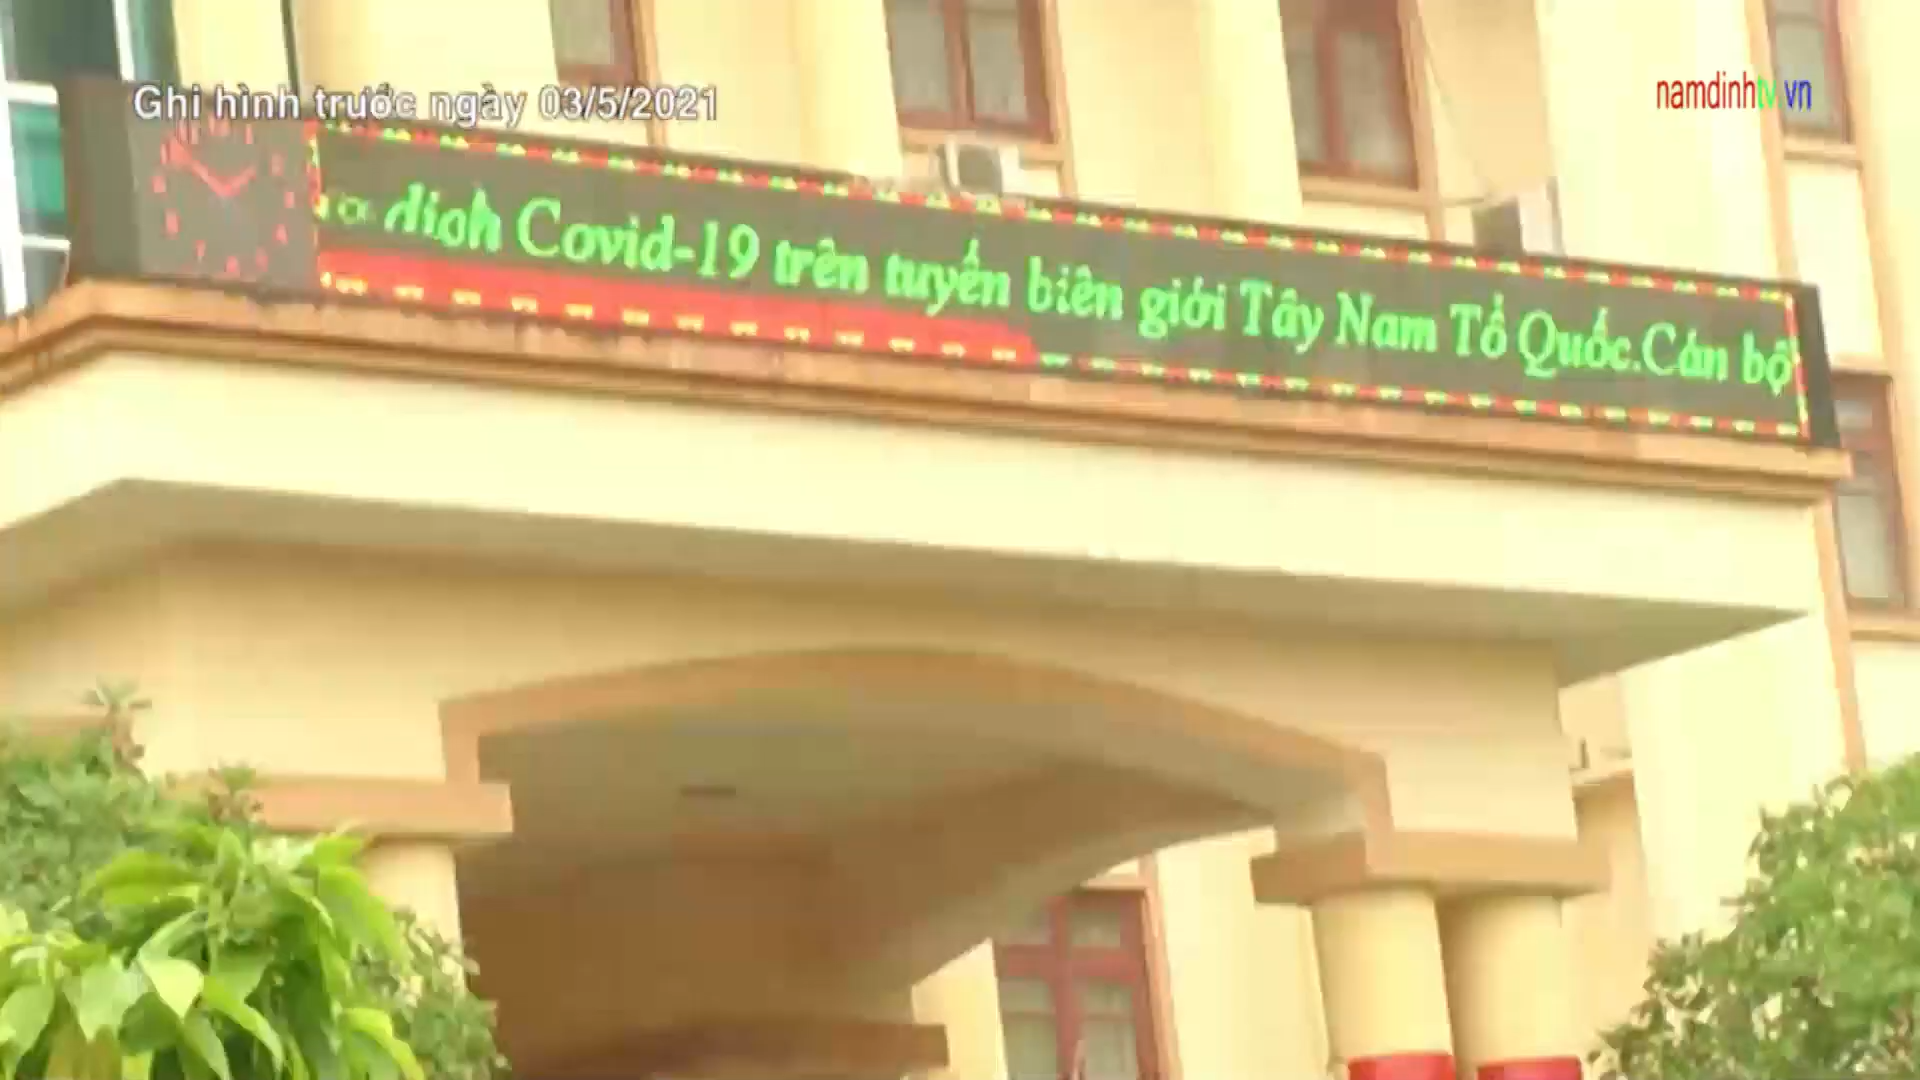 Ghi hình trước ngày 03/5/2021
namdinhtv.vn
dịch Covid-19 trên tuyến biên giới Tây Nam Tổ Quốc.Cán bộ